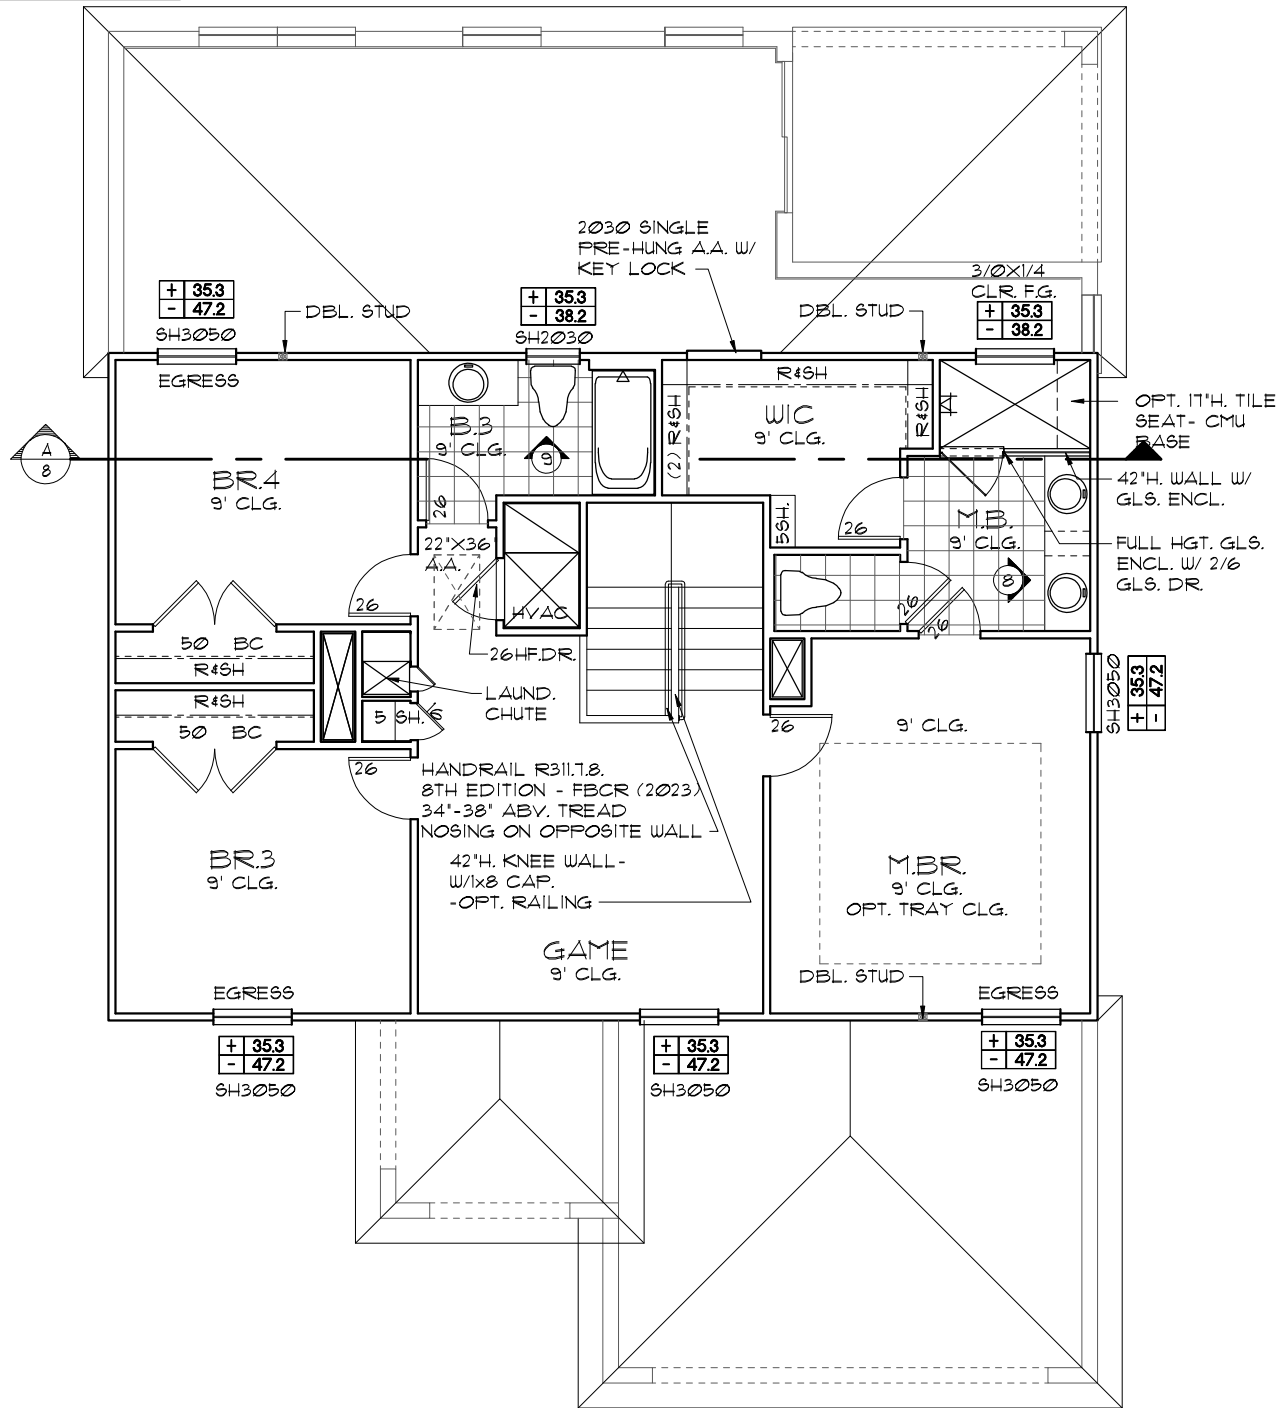 2030 SINGLE
PRE-HUNG A.A. W/
KEY LOCK
3/0X1/4
CLR. F.G.
+ 35.3
- 47.2
SH3050
DBL. STUD
+ 35.3
- 38.2
SH2030
DBL. STUD
+ 35.3
- 38.2
EGRESS
R&SH
(2) R&SH
R&SH
WIC
9' CLG.
OPT. 17"H. TILE
SEAT- CMU
BASE
A
8
B.3
9' CLG.
9
BR.4
9' CLG.
26
42"H. WALL W/
GLS. ENCL.
5SH.
26
M.B.
9' CLG.
22"X36"
A.A.
FULL HGT. GLS.
ENCL. W/ 2/6
GLS. DR.
8
26
HVAC
26
26
50 BC
R&SH
26HF.DR.
R&SH
50 BC
LAUND.
CHUTE
5 SH.
1/6
26
9' CLG.
SH3050
+ 35.3
- 47.2
26
HANDRAIL R311.7.8.
8TH EDITION - FBCR (2023)
34"-38" ABV. TREAD
NOSING ON OPPOSITE WALL
42"H. KNEE WALL-
W/1x8 CAP.
-OPT. RAILING
BR.3
9' CLG.
M.BR.
9' CLG.
OPT. TRAY CLG.
GAME
9' CLG.
DBL. STUD
EGRESS
EGRESS
+ 35.3
- 47.2
SH3050
+ 35.3
- 47.2
SH3050
+ 35.3
- 47.2
SH3050